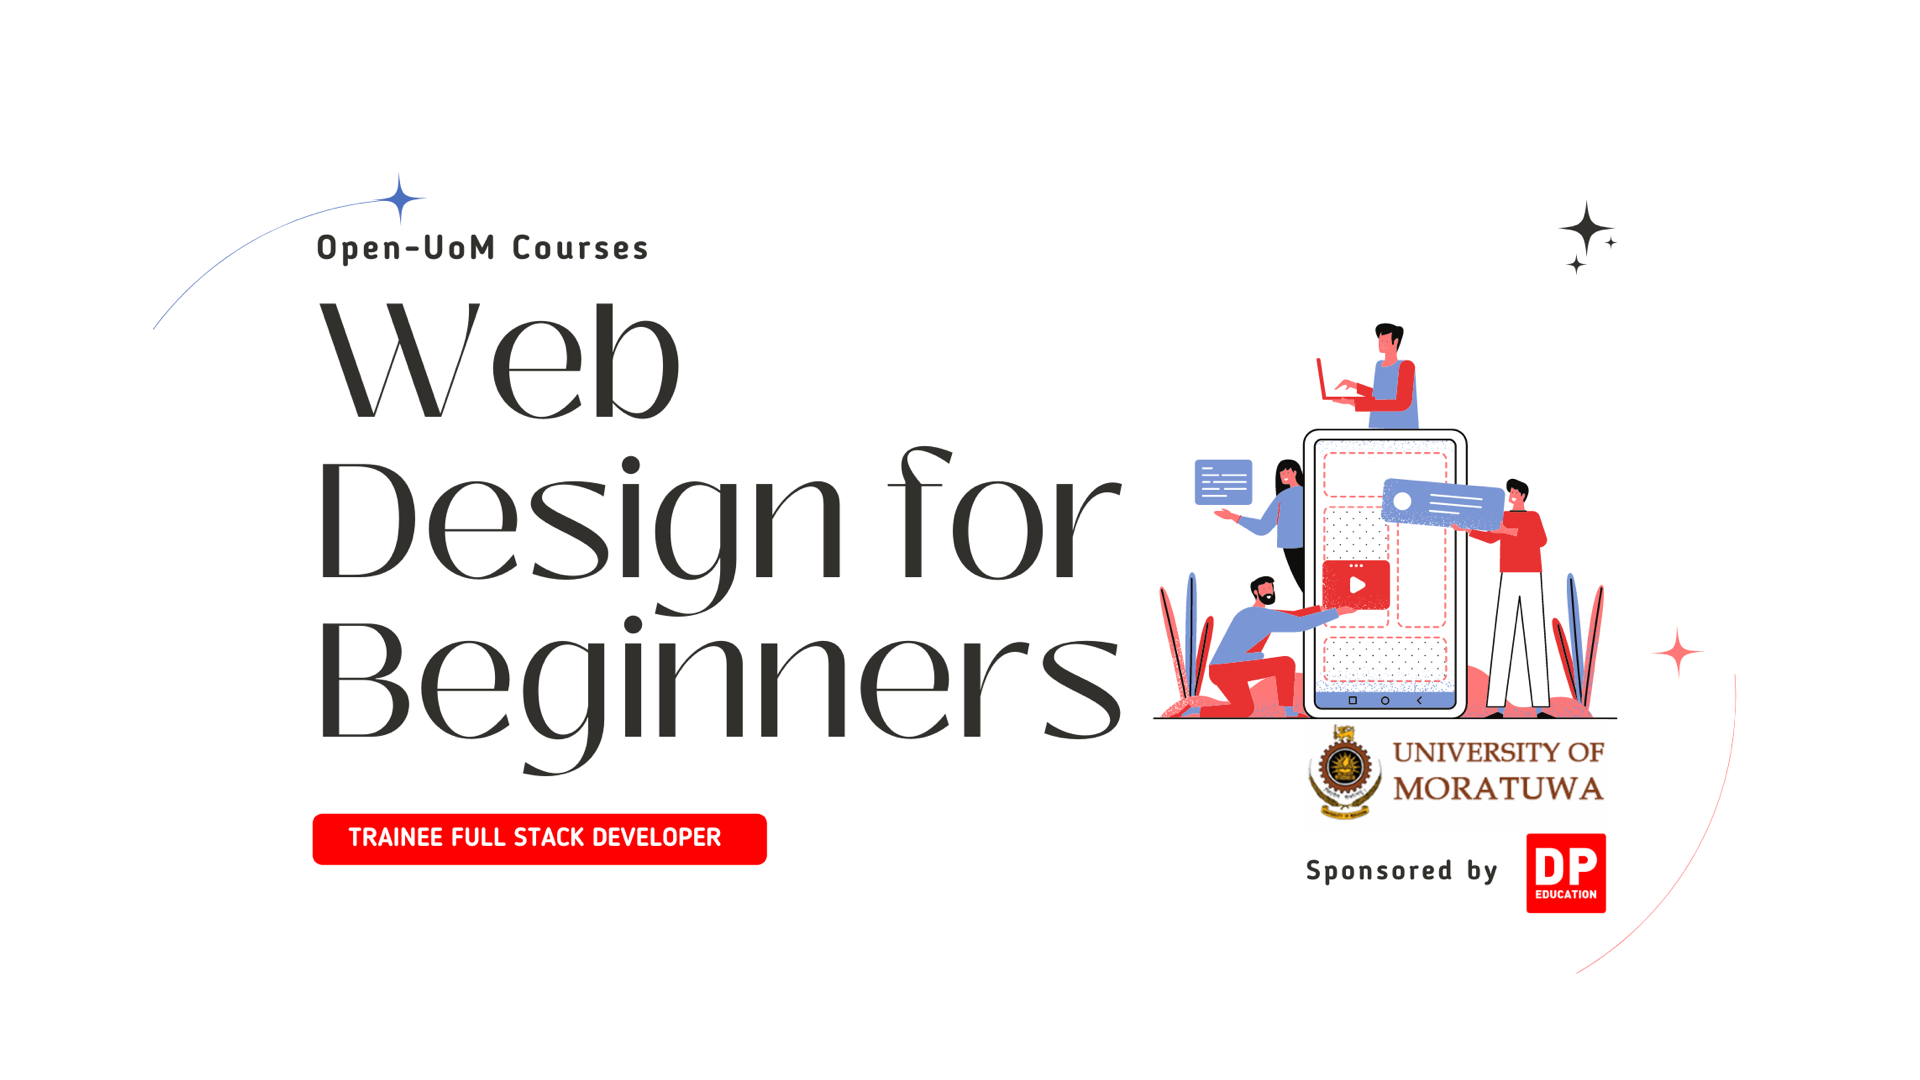 Open-UoM Courses
Web
Design for
Beginners
TRAINEE FULL STACK DEVELOPER
UNIVERSITY OF
MORATUWA
Sponsored by
DP
EDUCATION